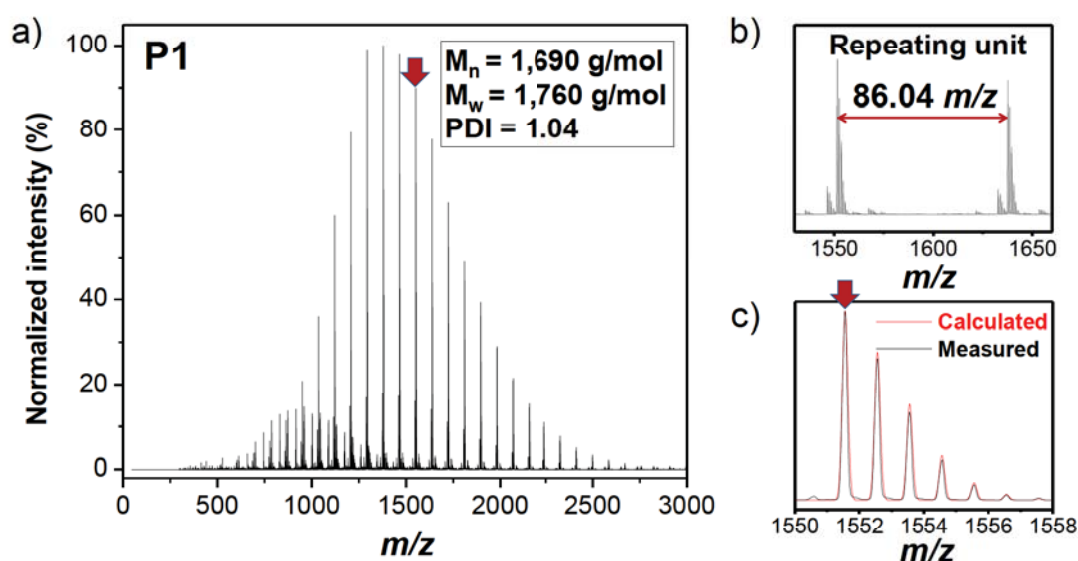 a)
P1
Mn = 1,690 g/mol
Mw = 1,760 g/mol
PDI = 1.04
Normalized intensity (%)
100
80
60
40
20
0
0 500 1000 1500 2000 2500 3000
m/z
b)
Repeating unit
86.04 m/z
1550 1600 1650
m/z
c)
Calculated
Measured
1550 1552 1554 1556 1558
m/z